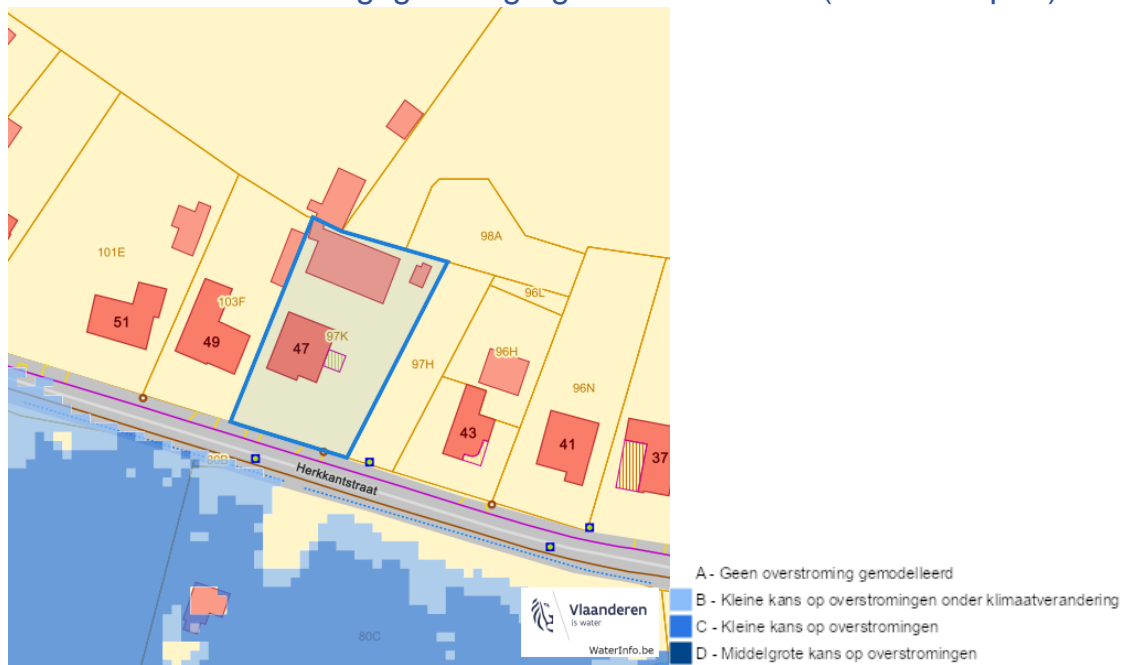 98A
101E
96L
103F
51
49
47
97K
97H
96H
96N
43
41
37
80B
Herkkantstraat
80C
Vlaanderen
is water
WaterInfo.be
A - Geen overstroming gemodelleerd
B - Kleine kans op overstromingen onder klimaatverandering
C - Kleine kans op overstromingen
D - Middelgrote kans op overstromingen